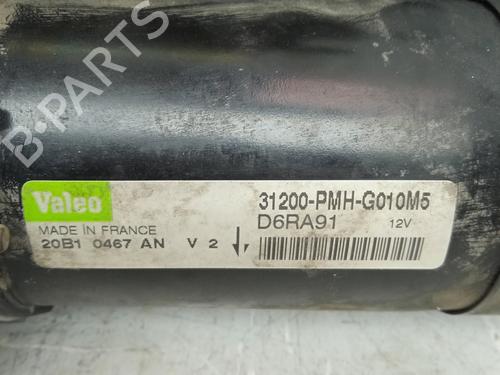 B-PARTS
Valeo
31200-PMH-G010M5
D6RA91 12V
MADE IN FRANCE
20B1 0467 AN V 2